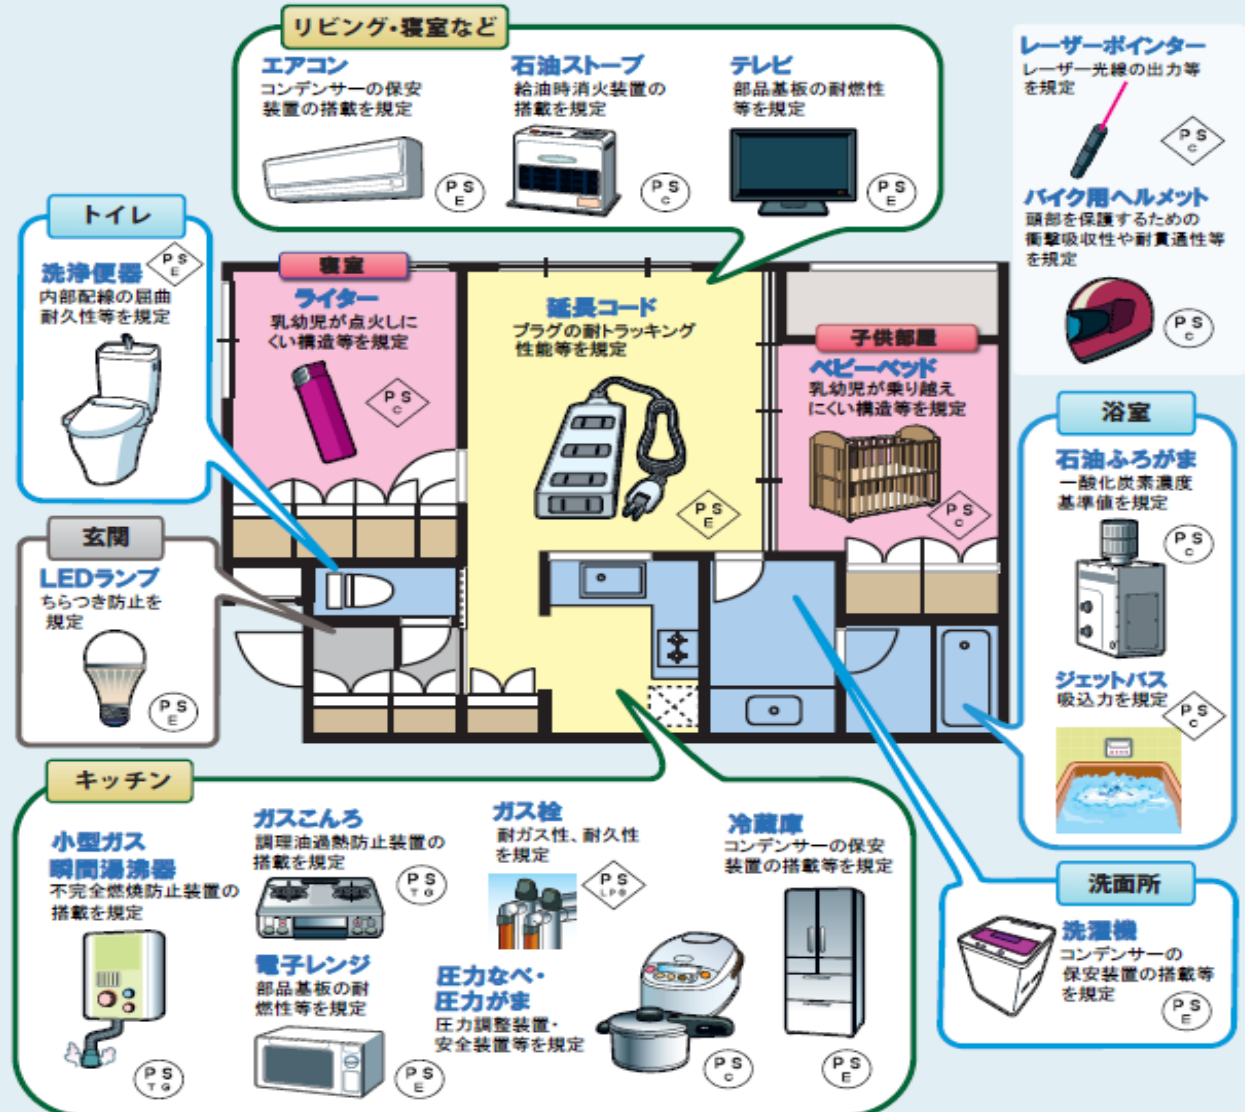 リビング・寝室など
エアコン
コンデンサーの保安
装置の搭載を規定
PS
E
石油ストーブ
給油時消火装置の
搭載を規定
PS
C
テレビ
部品基板の耐燃性
等を規定
PS
E
レーザーポインター
レーザー光線の出力等
を規定
PS
C
バイク用ヘルメット
頭部を保護するための
衝撃吸収性や耐貫通性等
を規定
PS
C
トイレ
洗浄便器
PS
E
内部配線の屈曲
耐久性等を規定
寝室
ライター
乳幼児が点火しに
くい構造等を規定
PS
C
延長コード
プラグの耐トラッキング
性能等を規定
PS
E
子供部屋
ベビーベッド
乳幼児が乗り越え
にくい構造等を規定
PS
C
浴室
石油ふろがま
一酸化炭素濃度
基準値を規定
PS
C
ジェットバス
吸込力を規定
PS
C
玄関
LEDランプ
ちらつき防止を
規定
PS
E
キッチン
小型ガス
瞬間湯沸器
不完全燃焼防止装置の
搭載を規定
PS
TG
ガスこんろ
調理油過熱防止装置の
搭載を規定
PS
TG
電子レンジ
部品基板の耐
燃性等を規定
PS
E
ガス栓
耐ガス性、耐久性
を規定
PS
LPG
圧力なべ・
圧力がま
圧力調整装置・
安全装置等を規定
PS
C
冷蔵庫
コンデンサーの保安
装置の搭載等を規定
PS
E
洗面所
洗濯機
コンデンサーの
保安装置の搭載等
を規定
PS
E